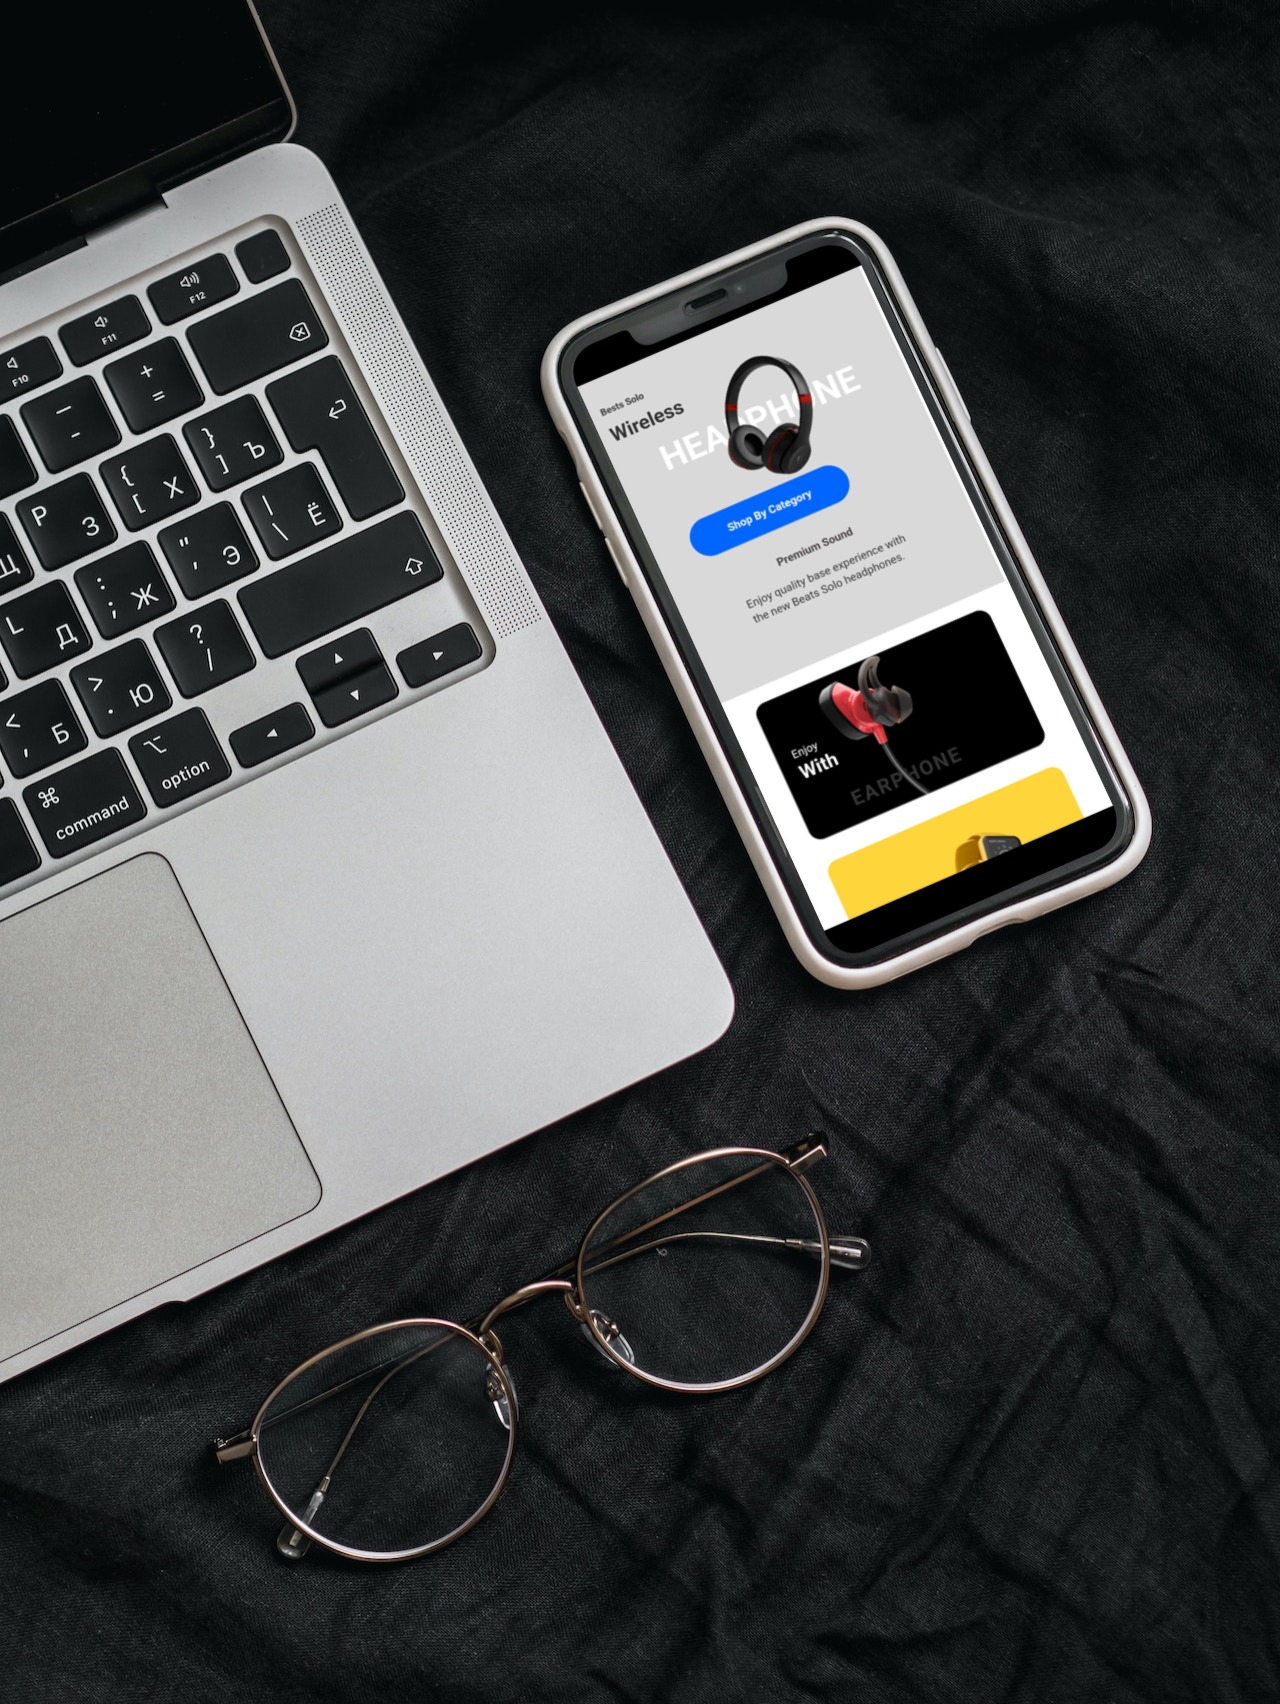 F10
F11
F12
—
-
+
=
P
З
{
[
Х
}
]
Ъ
L
Д
:
;
Ж
"
'
Э
|
\
Ё
<
,
Б
>
.
Ю
?
/
command
option
Bests Solo
Wireless
HEADPHONE
Shop By Category
Premium Sound
Enjoy quality base experience with
the new Beats Solo headphones.
Enjoy
With
EARPHONE